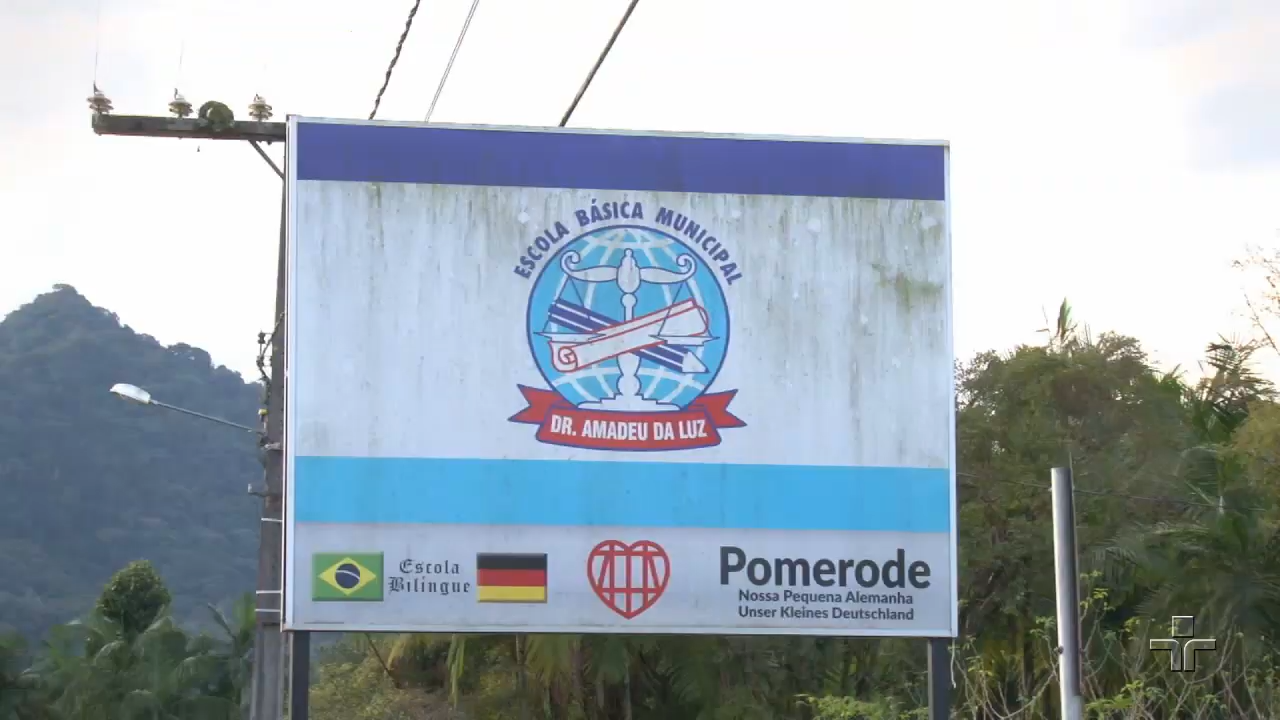 ESCOLA BÁSICA MUNICIPAL
DR. AMADEU DA LUZ
Escola
Bilíngue
Pomerode
Nossa Pequena Alemanha
Unser Kleines Deutschland